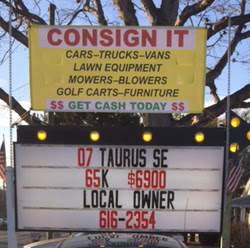 CONSIGN IT
CARS-TRUCKS-VANS
LAWN EQUIPMENT
MOWERS-BLOWERS
GOLF CARTS-FURNITURE
$$ GET CASH TODAY $$
07 TAURUS SE
65K $6900
LOCAL OWNER
616-2354